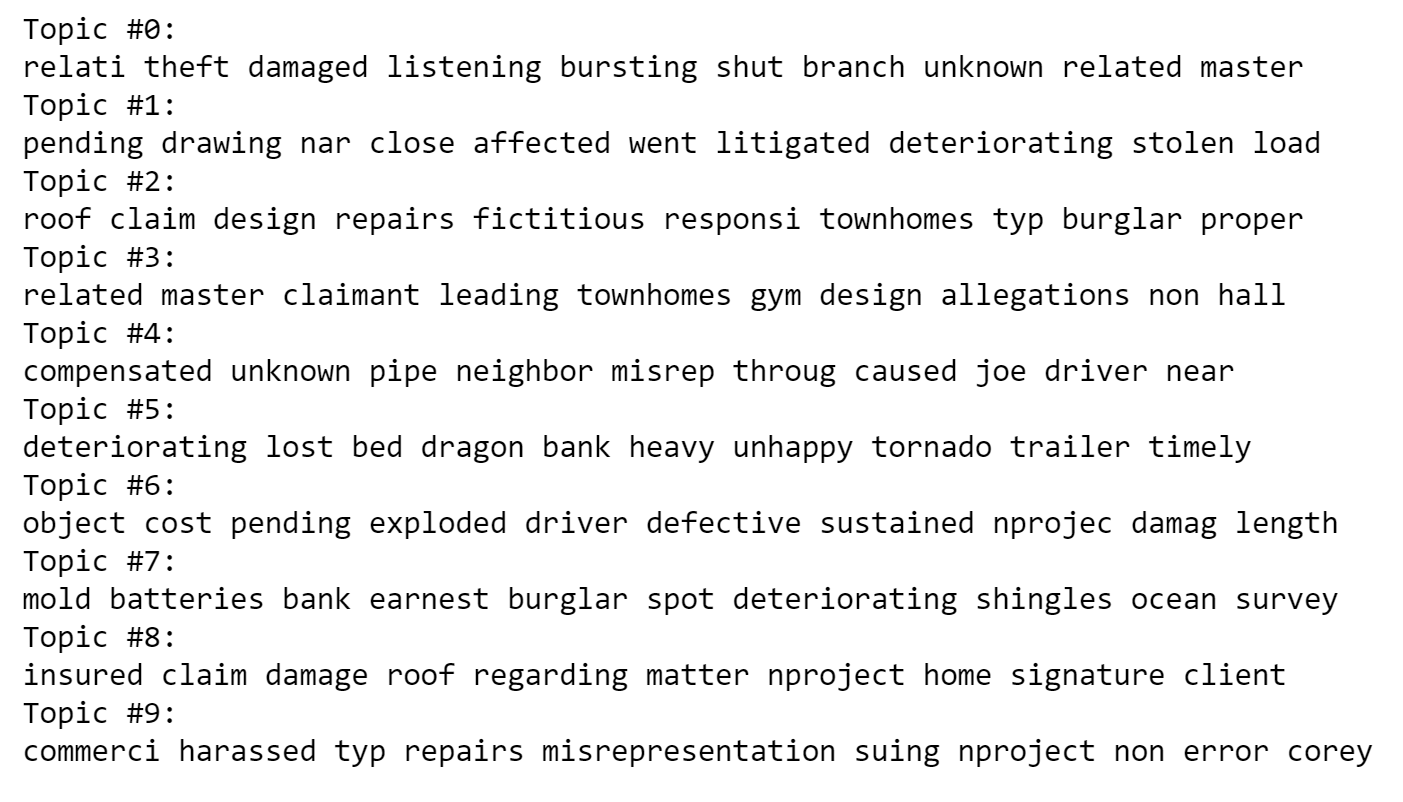 Topic #0:
relati theft damaged listening bursting shut branch unknown related master
Topic #1:
pending drawing nar close affected went litigated deteriorating stolen load
Topic #2:
roof claim design repairs fictitious responsi townhomes typ burglar proper
Topic #3:
related master claimant leading townhomes gym design allegations non hall
Topic #4:
compensated unknown pipe neighbor misrep throug caused joe driver near
Topic #5:
deteriorating lost bed dragon bank heavy unhappy tornado trailer timely
Topic #6:
object cost pending exploded driver defective sustained nprojec damag length
Topic #7:
mold batteries bank earnest burglar spot deteriorating shingles ocean survey
Topic #8:
insured claim damage roof regarding matter nproject home signature client
Topic #9:
commerci harassed typ repairs misrepresentation suing nproject non error corey